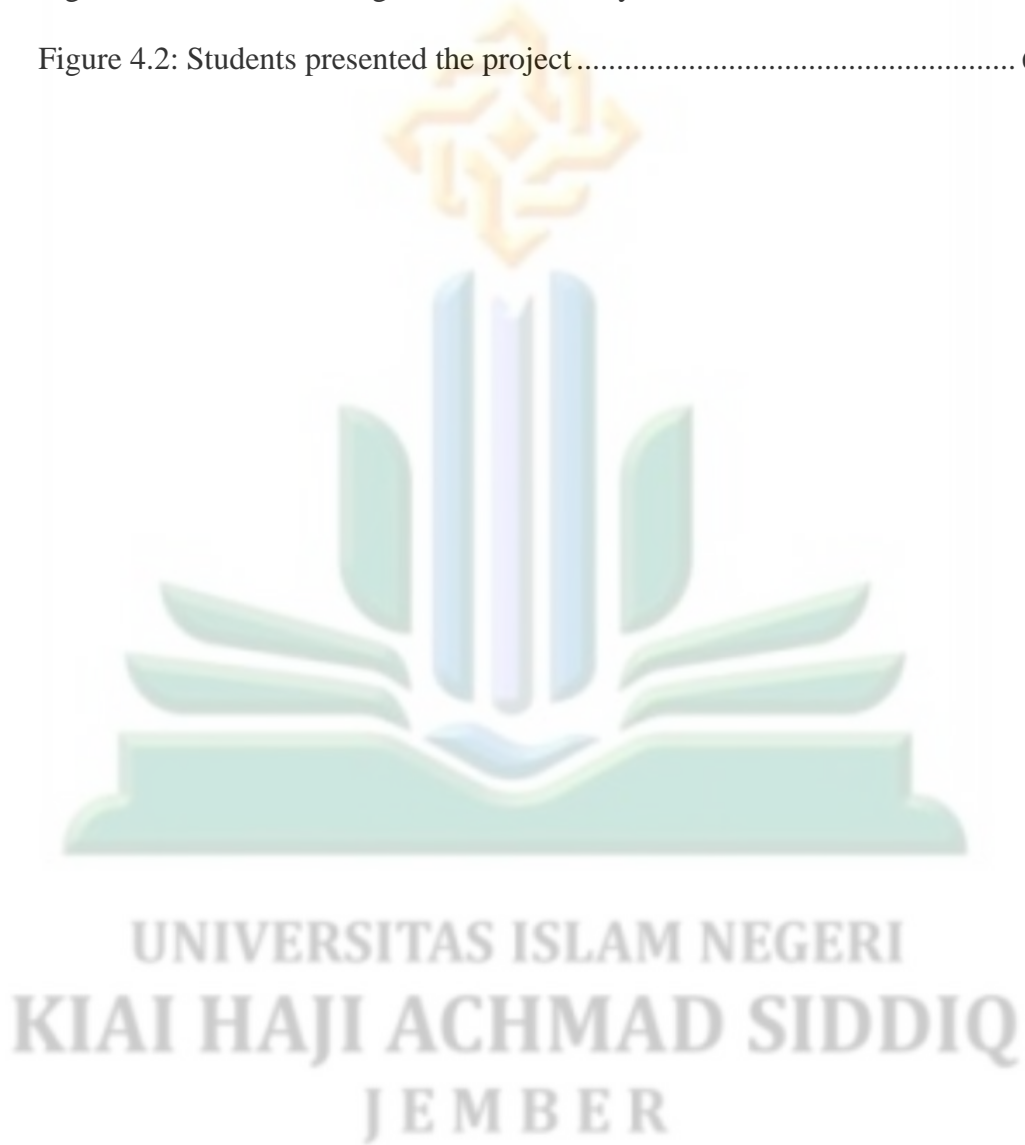 Figure 4.2: Students presented the project ....................................................
UNIVERSITAS ISLAM NEGERI
KIAI HAJI ACHMAD SIDDIQ
JEMBER